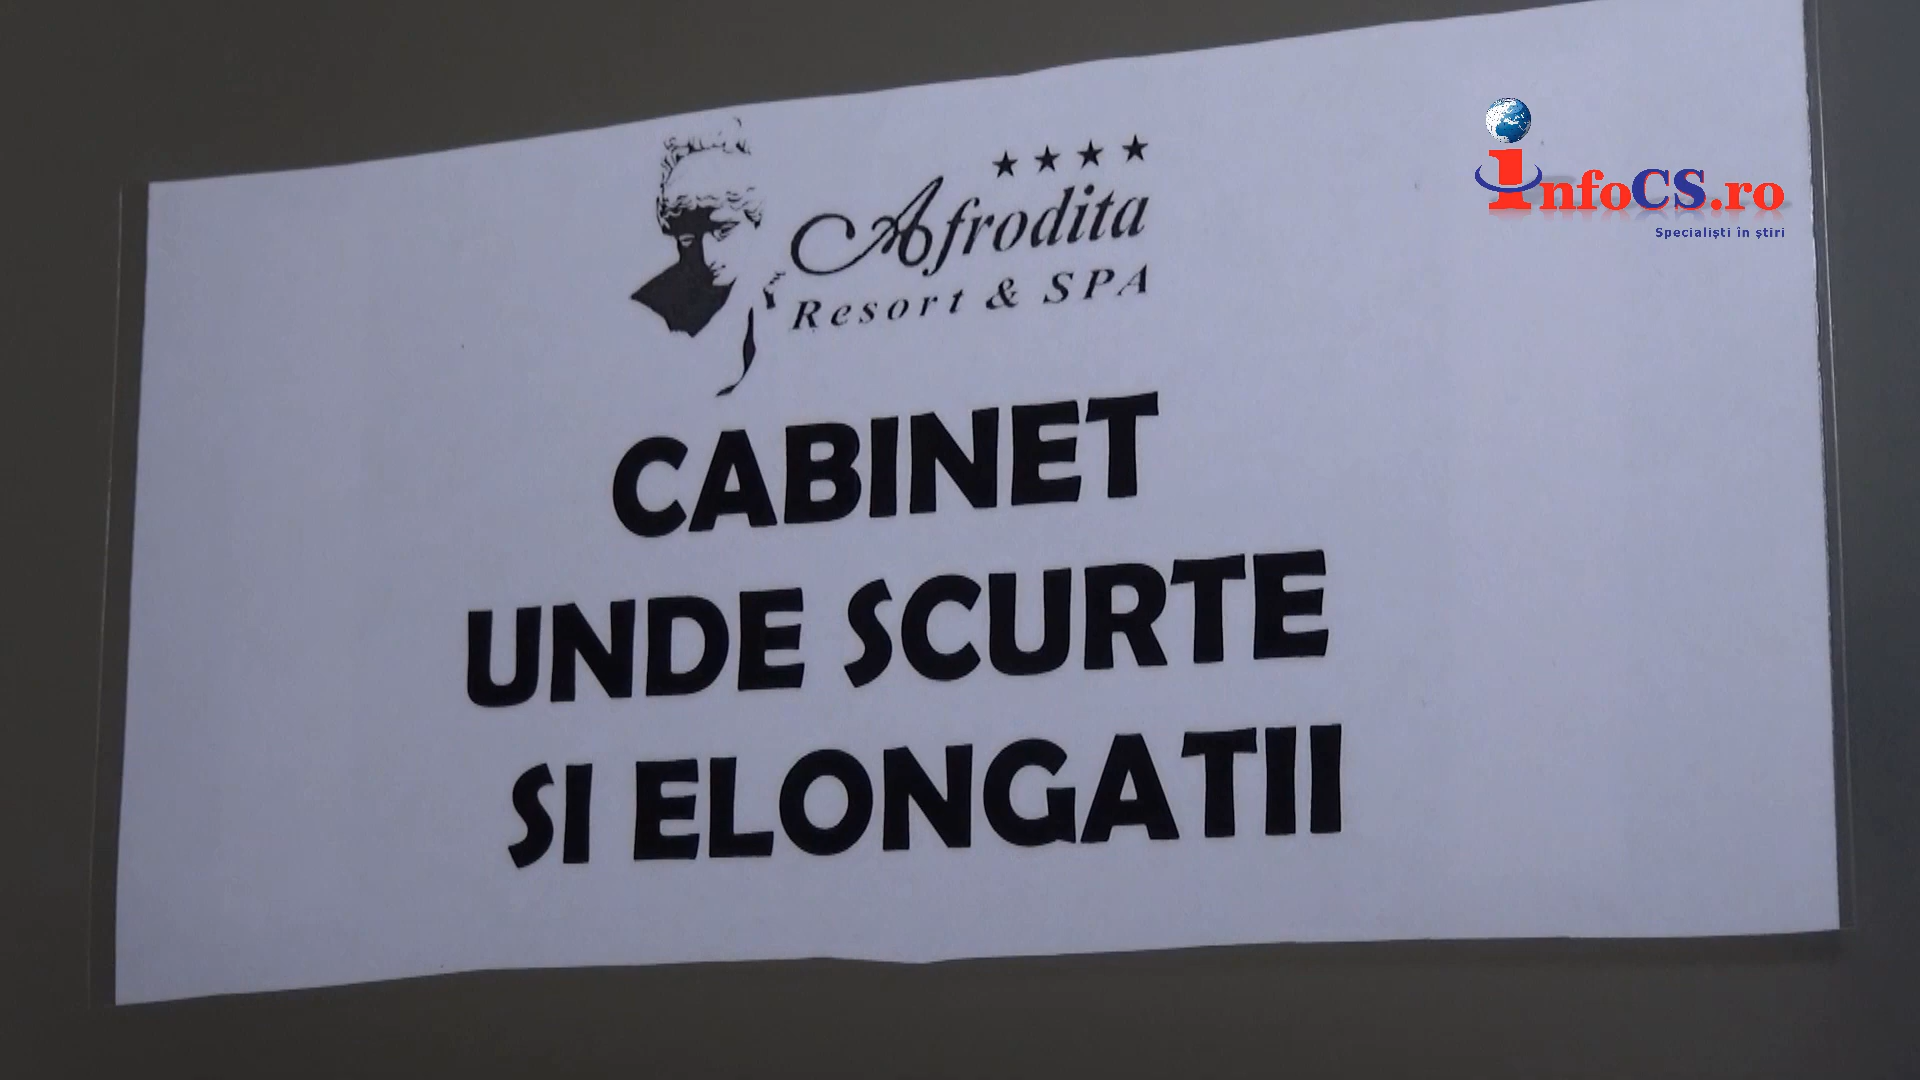 Afrodita
Resort & SPA
CABINET
UNDE SCURTE
SI ELONGATII
infoCS.ro
Specialiști în știri